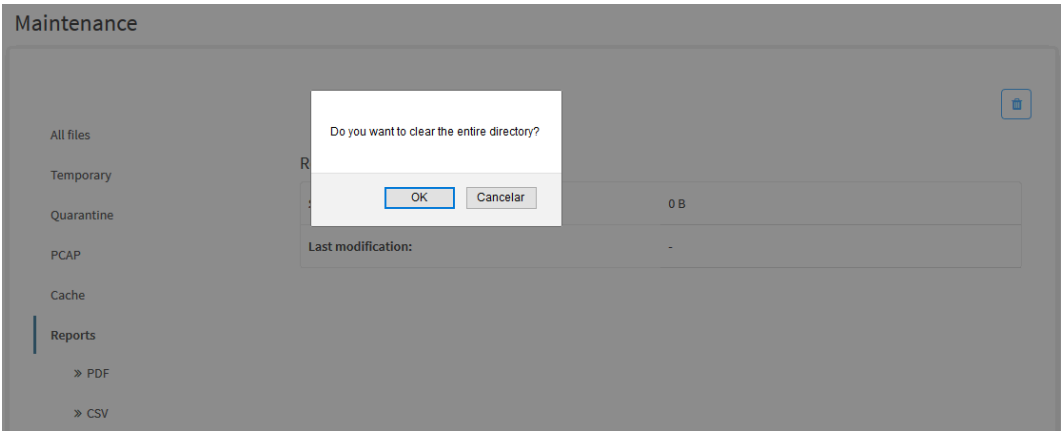 Maintenance
Do you want to clear the entire directory?
OK Cancelar
All files
Temporary
Quarantine
PCAP
Cache
Reports
» PDF
» CSV
0 B
Last modification: -